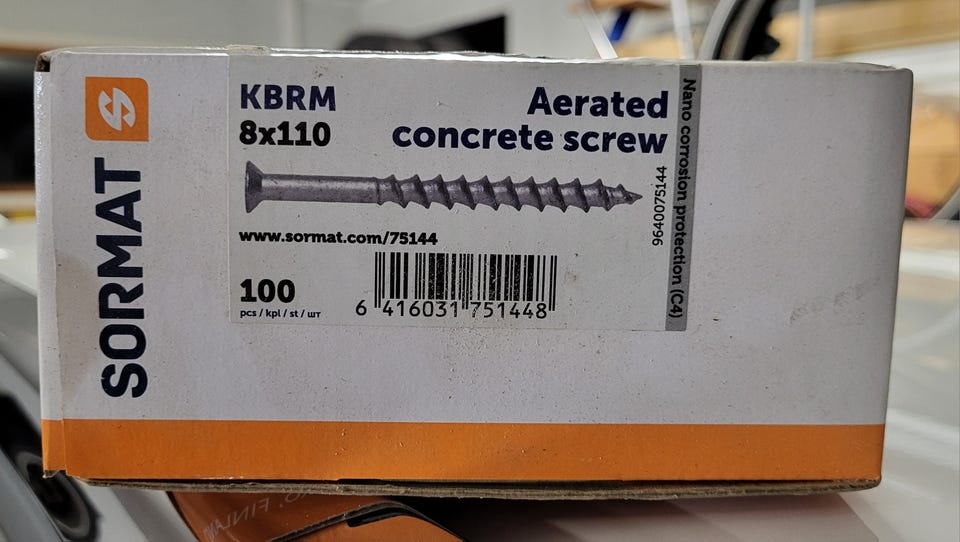 SORMAT
KBRM
8x110
Aerated
concrete screw
www.sormat.com/75144
100
pcs / kpl / st / шт
6 416031 751448
9640075144
Nano corrosion protection (C4)